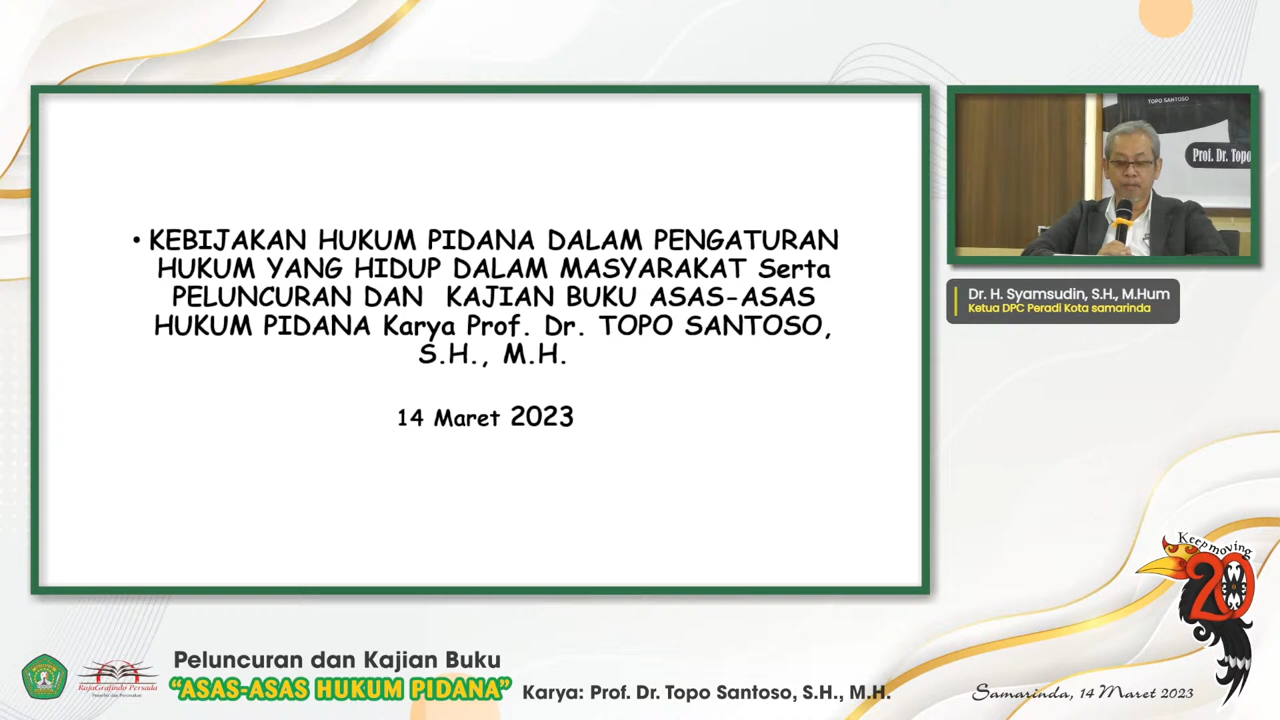 • KEBIJAKAN HUKUM PIDANA DALAM PENGATURAN
HUKUM YANG HIDUP DALAM MASYARAKAT Serta
PELUNCURAN DAN KAJIAN BUKU ASAS-ASAS
HUKUM PIDANA Karya Prof. Dr. TOPO SANTOSO,
S.H., M.H.
14 Maret 2023
TOPO SANTOSO
Prof. Dr. Topo
Dr. H. Syamsudin, S.H., M.Hum
Ketua DPC Peradi Kota samarinda
Keep moving
20
RajaGrafindo Persada
Peluncuran dan Kajian Buku
"ASAS-ASAS HUKUM PIDANA"
Karya: Prof. Dr. Topo Santoso, S.H., M.H.
Samarinda, 14 Maret 2023